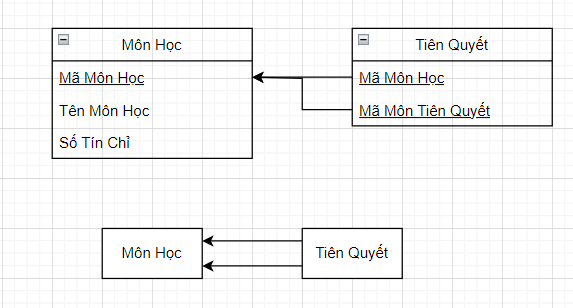 Môn Học
Tiên Quyết
Mã Môn Học
Mã Môn Học
Tên Môn Học
Mã Môn Tiên Quyết
Số Tín Chỉ
Môn Học
Tiên Quyết